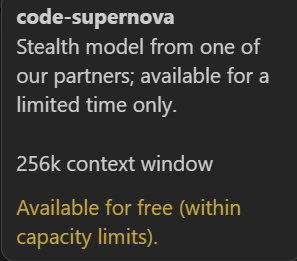 code-supernova
Stealth model from one of
our partners; available for a
limited time only.
256k context window
Available for free (within
capacity limits).